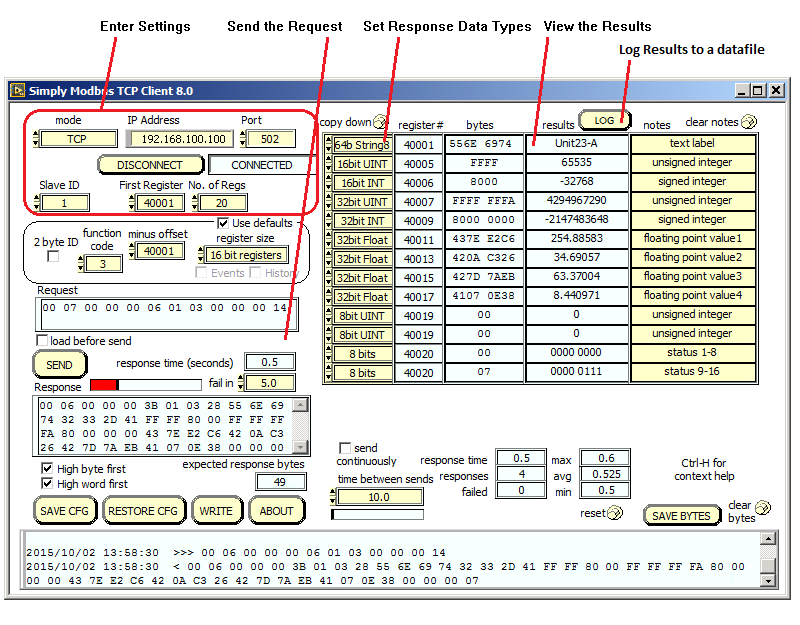 Enter Settings Send the Request Set Response Data Types View the Results
Log Results to a datafile
Simply Modbus TCP Client 8.0
mode IP Address Port
TCP 192.168.100.100 502
DISCONNECT CONNECTED
Slave ID First Register No. of Regs
1 40001 20
2 byte ID function code minus offset Use defaults register size
3 40001 16 bit registers
Events History
Request
00 07 00 00 00 06 01 03 00 00 00 14
load before send
SEND response time (seconds) 0.5
Response fail in 5.0
00 06 00 00 00 3B 01 03 28 55 6E 69
74 32 33 2D 41 FF FF 80 00 FF FF FF
FA 80 00 00 00 43 7E E2 C6 42 0A C3
26 42 7D 7A EB 41 07 0E 38 00 00 00
High byte first expected response bytes
High word first 49
SAVE CFG RESTORE CFG WRITE ABOUT
copy down register# bytes results LOG notes clear notes
64b String8 40001 556E 6974 Unit23-A text label
16bit UINT 40005 FFFF 65535 unsigned integer
16bit INT 40006 8000 -32768 signed integer
32bit UINT 40007 FFFF FFFA 4294967290 unsigned integer
32bit INT 40009 8000 0000 -2147483648 signed integer
32bit Float 40011 437E E2C6 254.88583 floating point value1
32bit Float 40013 420A C326 34.69057 floating point value2
32bit Float 40015 427D 7AEB 63.37004 floating point value3
32bit Float 40017 4107 0E38 8.440971 floating point value4
8bit UINT 40019 00 0 unsigned integer
8bit UINT 40019 00 0 unsigned integer
8 bits 40020 00 0000 0000 status 1-8
8 bits 40020 07 0000 0111 status 9-16
send
continuously
time between sends
10.0
response time 0.5 max 0.6
responses 4 avg 0.525
failed 0 min 0.5
reset
Ctrl-H for
context help
SAVE BYTES clear
bytes
2015/10/02 13:58:30 >>> 00 06 00 00 00 06 01 03 00 00 00 14
2015/10/02 13:58:30 < 00 06 00 00 00 3B 01 03 28 55 6E 69 74 32 33 2D 41 FF FF 80 00 FF FF FF FA 80 00
00 00 43 7E E2 C6 42 0A C3 26 42 7D 7A EB 41 07 0E 38 00 00 00 07